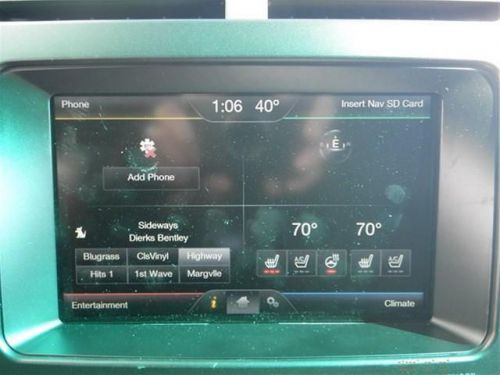 Phone
1:06 40°
Insert Nav SD Card
E
Add Phone
Sideways
Dierks Bentley
70° 70°
Blugrass ClsVinyl Highway
Hits 1 1st Wave Margvlle
Entertainment
i
Climate